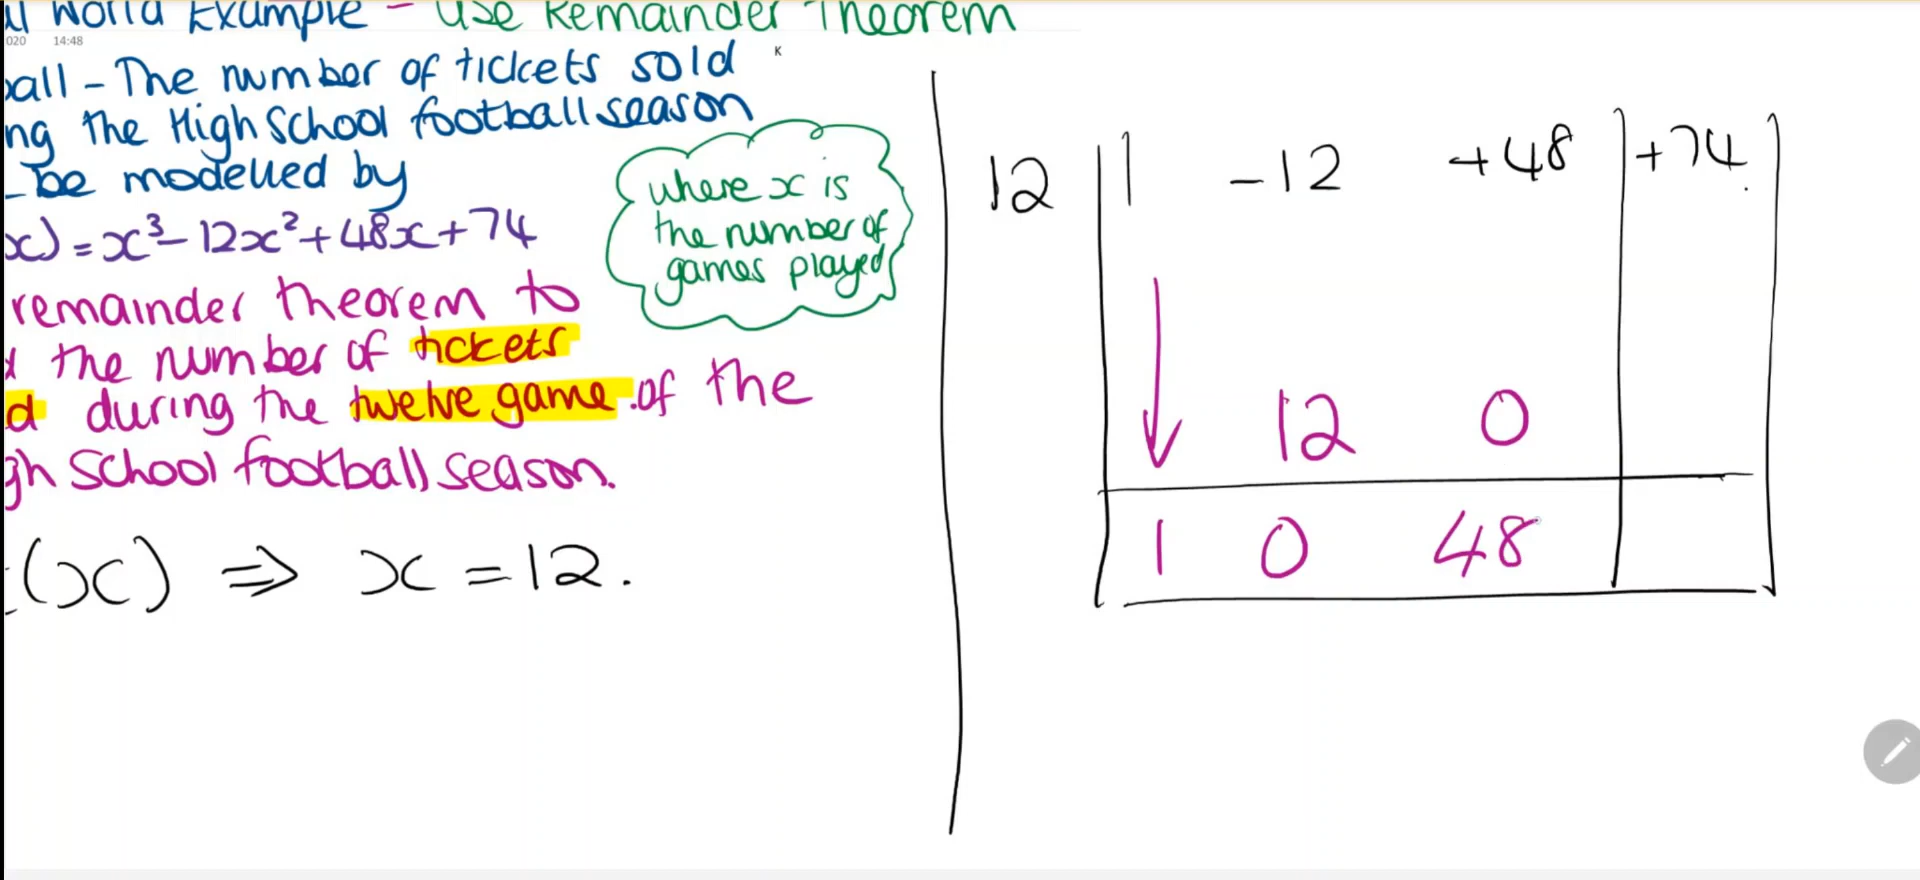 World Example - Use Remainder Theorem
020 14:48
ball - The number of tickets sold
K
ng the High School football season
be modelled by
x) = x³ - 12x² + 48x + 74
where x is
the number of
games played
remainder theorem to
the number of tickets
d during the twelve game of the
gh School football season.
(x) ⇒ x = 12.
12 1 -12 +48 +74
12 0
1 0 48